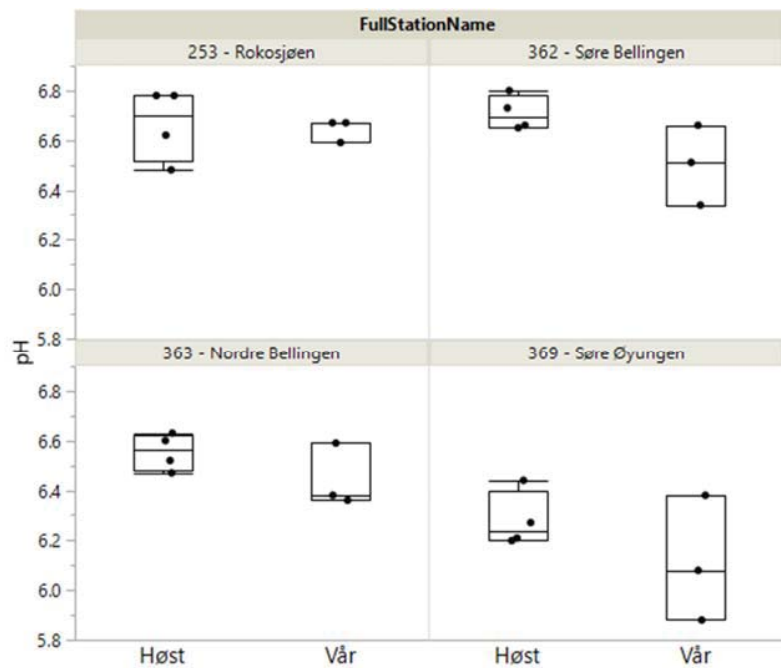 FullStationName
253 - Rokosjøen
362 - Søre Bellingen
6.8
6.6
6.4
6.2
6.0
5.8
pH
363 - Nordre Bellingen
369 - Søre Øyungen
6.8
6.6
6.4
6.2
6.0
5.8
Høst
Vår
Høst
Vår